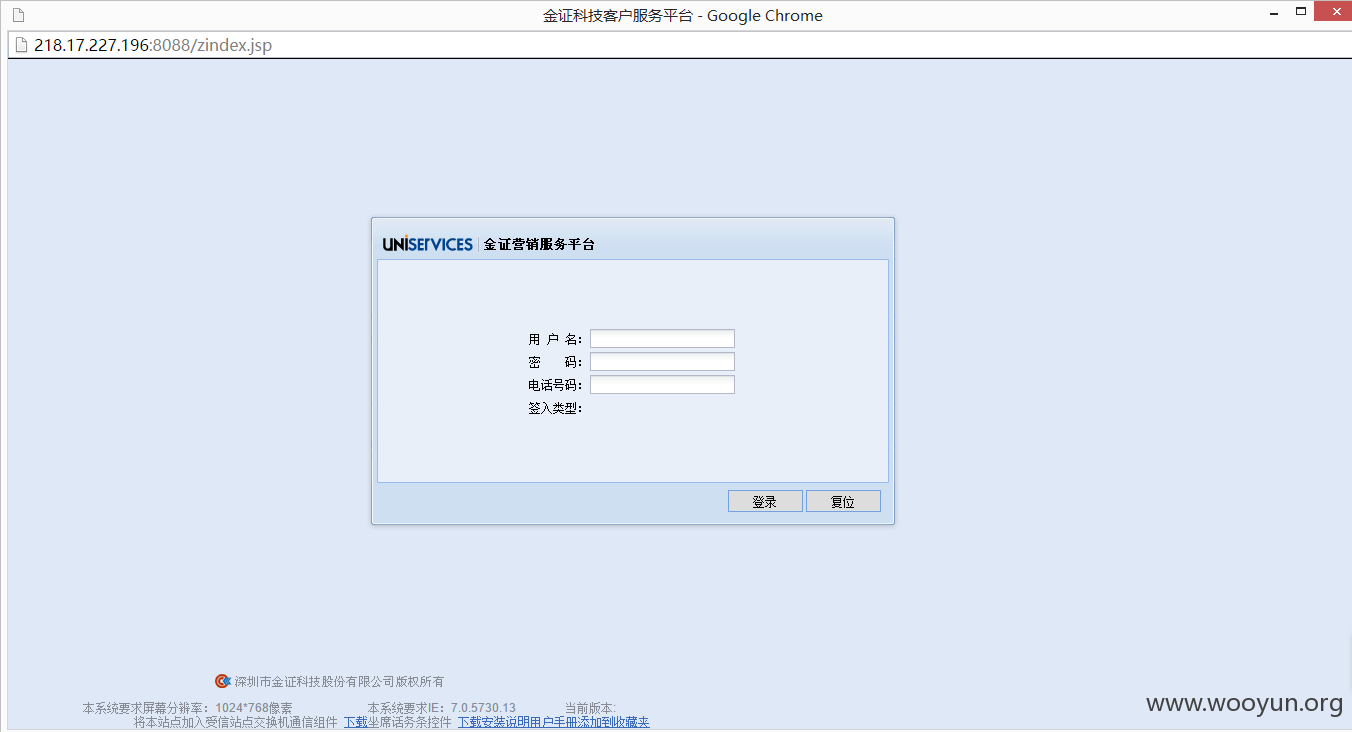 金证科技客户服务平台 - Google Chrome
218.17.227.196:8088/zindex.jsp
UNISERVICES 金证营销服务平台
用 户 名：
密 码：
电话号码：
签入类型：
登录 复位
深圳市金证科技股份有限公司版权所有
本系统要求屏幕分辨率：1024*768像素 本系统要求IE：7.0.5730.13 当前版本:
将本站点加入受信站点交换机通信组件 下载坐席话务条控件 下载安装说明用户手册添加到收藏夹
www.wooyun.org